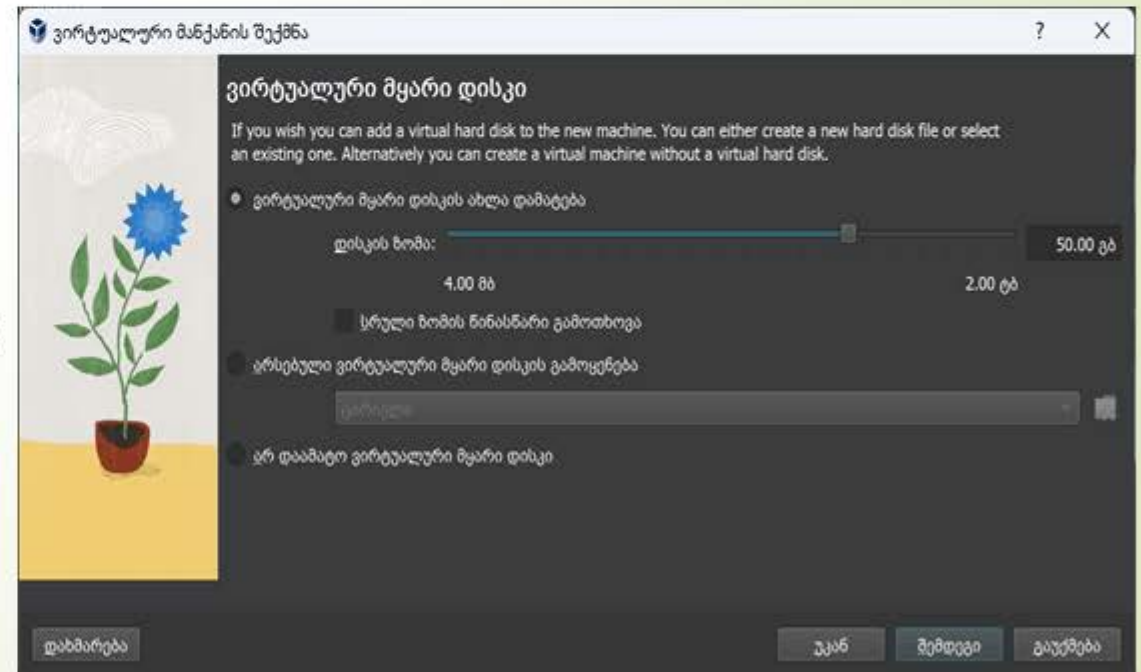 ვირტუალური მანქანის შექმნა
?
X
ვირტუალური მყარი დისკი
If you wish you can add a virtual hard disk to the new machine. You can either create a new hard disk file or select
an existing one. Alternatively you can create a virtual machine without a virtual hard disk.
ვირტუალური მყარი დისკის ახლა დამატება
დისკის ზომა:
50.00 გბ
4.00 მბ
2.00 ტბ
სრული ზომის წინასწარი გამოთხოვა
არსებული ვირტუალური მყარი დისკის გამოყენება
ცარიელი
არ დაამატო ვირტუალური მყარი დისკი
დახმარება
უკან
შემდეგი
გაუქმება